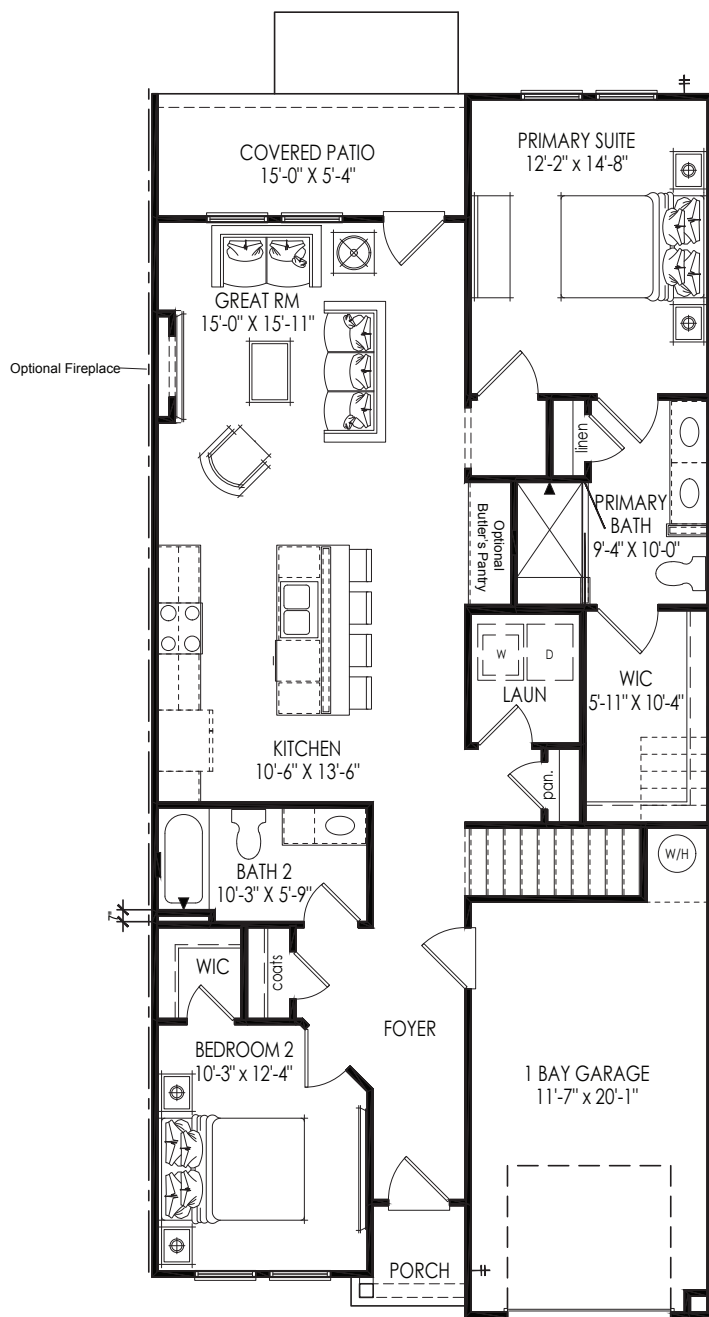 COVERED PATIO
15'-0" X 5'-4"
PRIMARY SUITE
12'-2" x 14'-8"
GREAT RM
15'-0" X 15'-11"
Optional Fireplace
linen
PRIMARY
BATH
9'-4" X 10'-0"
Optional
Butler's Pantry
W
D
LAUN
WIC
5'-11" X 10'-4"
KITCHEN
10'-6" X 13'-6"
pan.
BATH 2
10'-3" X 5'-9"
W/H
7"
WIC
coats
FOYER
BEDROOM 2
10'-3" x 12'-4"
1 BAY GARAGE
11'-7" x 20'-1"
PORCH